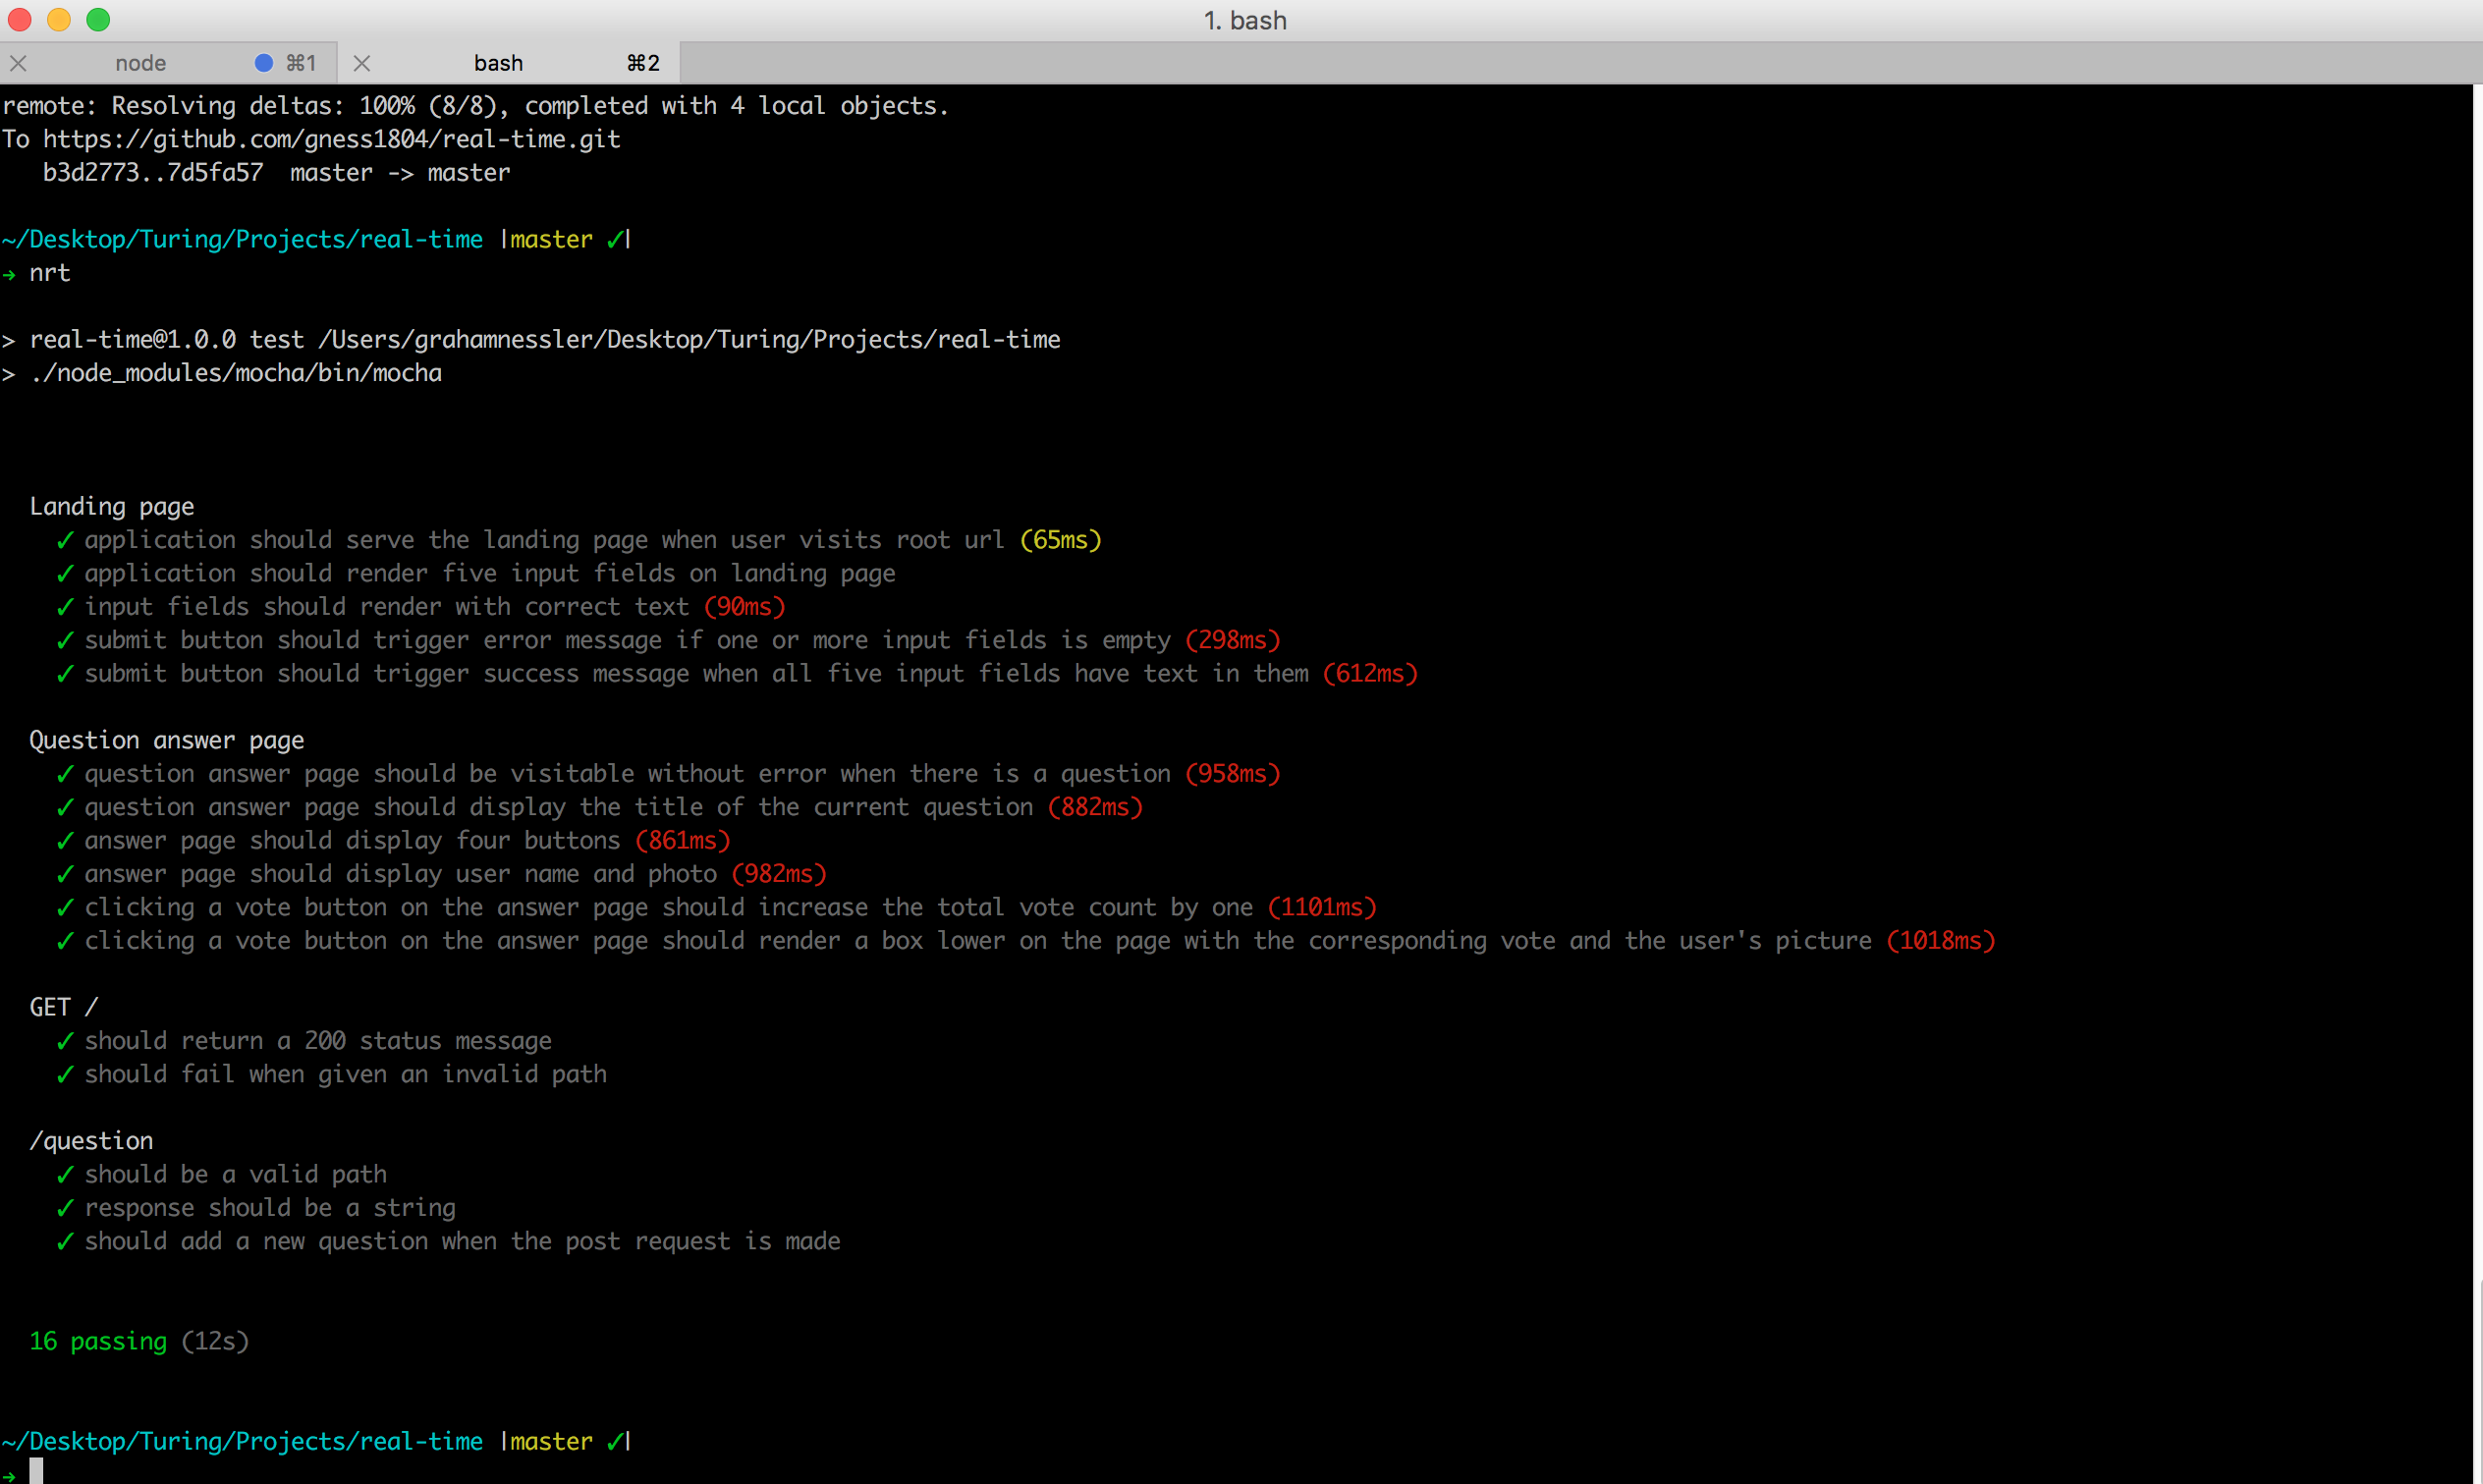 1. bash
node ⌘1 bash ⌘2
remote: Resolving deltas: 100% (8/8), completed with 4 local objects.
To https://github.com/gness1804/real-time.git
b3d2773..7d5fa57 master -> master
~/Desktop/Turing/Projects/real-time |master ✓|
→ nrt
> real-time@1.0.0 test /Users/grahamnessler/Desktop/Turing/Projects/real-time
> ./node_modules/mocha/bin/mocha
Landing page
✓ application should serve the landing page when user visits root url (65ms)
✓ application should render five input fields on landing page
✓ input fields should render with correct text (90ms)
✓ submit button should trigger error message if one or more input fields is empty (298ms)
✓ submit button should trigger success message when all five input fields have text in them (612ms)
Question answer page
✓ question answer page should be visitable without error when there is a question (958ms)
✓ question answer page should display the title of the current question (882ms)
✓ answer page should display four buttons (861ms)
✓ answer page should display user name and photo (982ms)
✓ clicking a vote button on the answer page should increase the total vote count by one (1101ms)
✓ clicking a vote button on the answer page should render a box lower on the page with the corresponding vote and the user's picture (1018ms)
GET /
✓ should return a 200 status message
✓ should fail when given an invalid path
/question
✓ should be a valid path
✓ response should be a string
✓ should add a new question when the post request is made
16 passing (12s)
~/Desktop/Turing/Projects/real-time |master ✓|
→